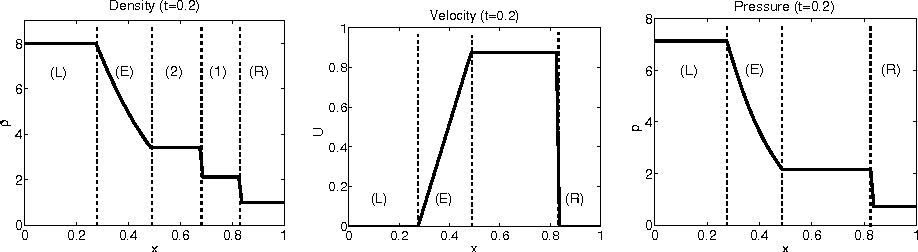 Density (t=0.2)
8
6
4
2
0
ρ
(L)
(E)
(2)
(1)
(R)
0
0.2
0.4
0.6
0.8
1
x
Velocity (t=0.2)
1
0.8
0.6
0.4
0.2
0
U
(L)
(E)
(R)
0
0.2
0.4
0.6
0.8
1
x
Pressure (t=0.2)
8
6
4
2
0
p
(L)
(E)
(R)
0
0.2
0.4
0.6
0.8
1
x